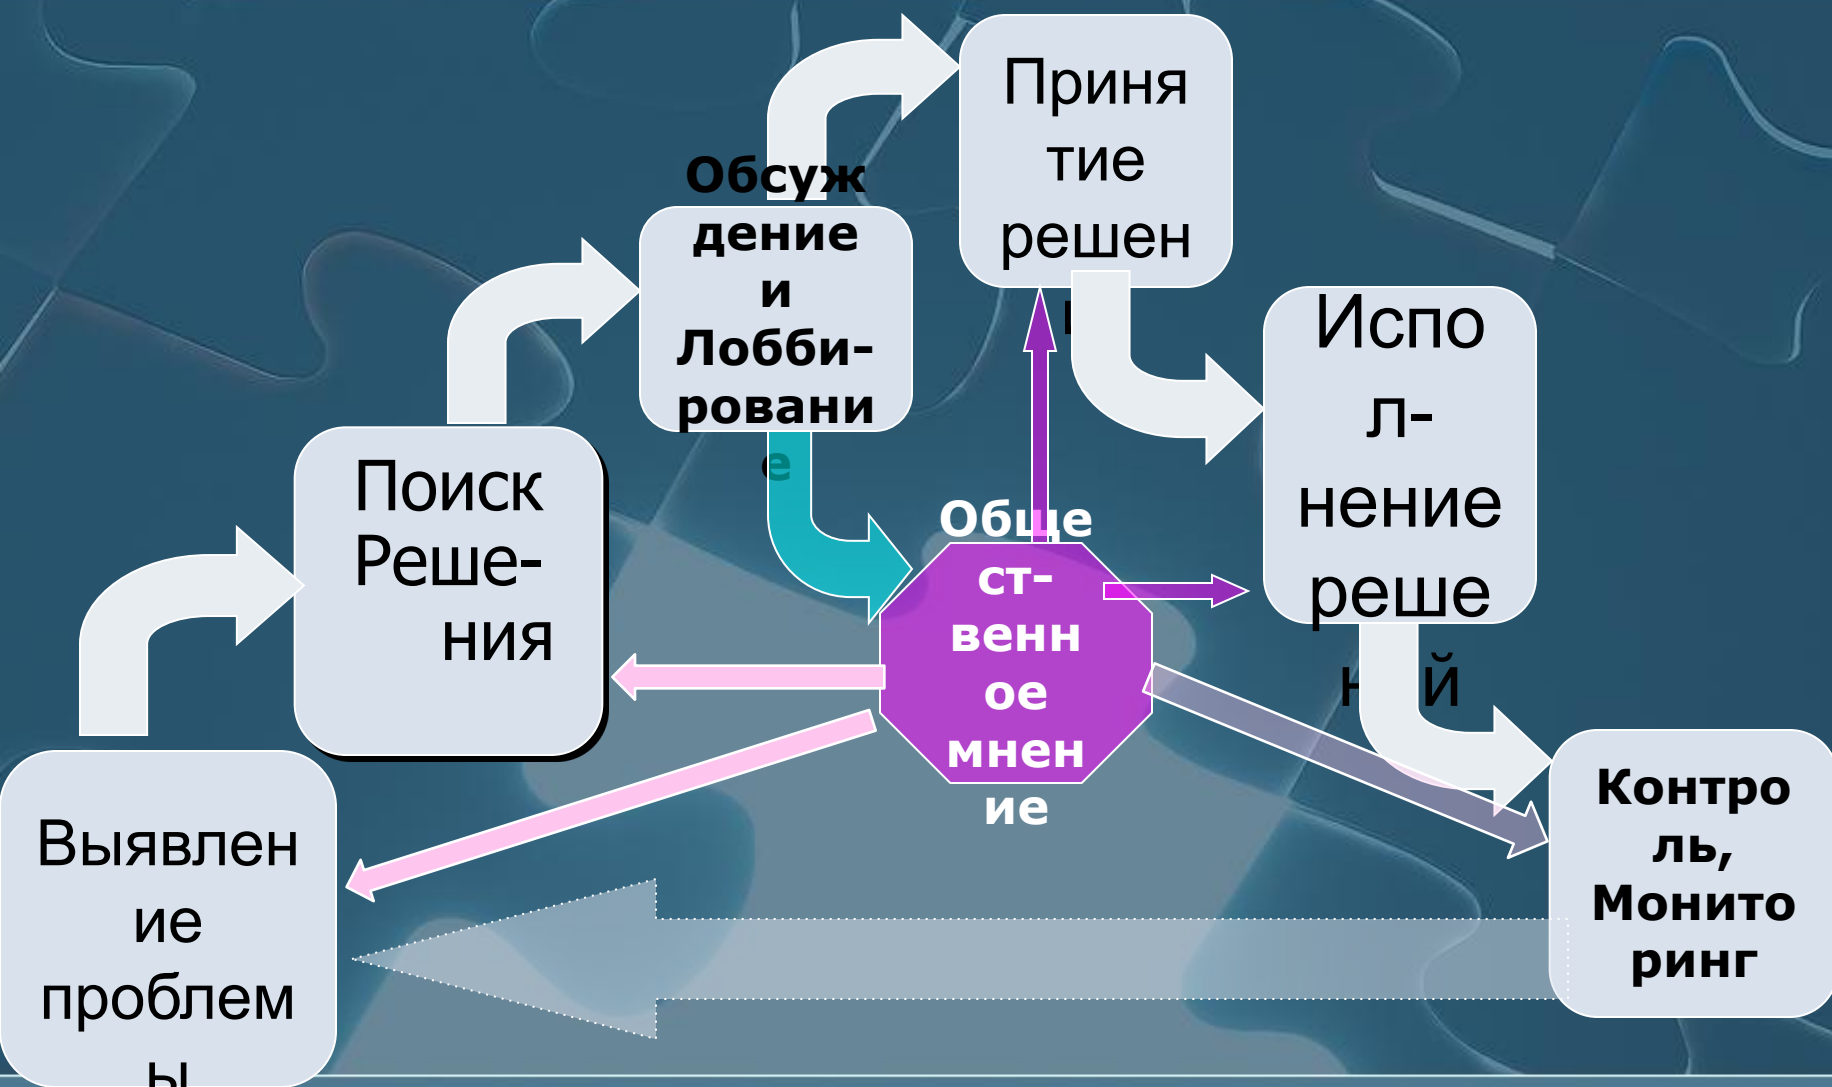 Выявлен
ие
проблем
ы
Поиск
Реше-
ния
Обсуж
дение
и
Лобби-
ровани
е
Приня
тие
решен
Испо
л-
нение
реше
ний
Обще
ст-
венн
ое
мнен
ие
Контро
ль,
Монито
ринг